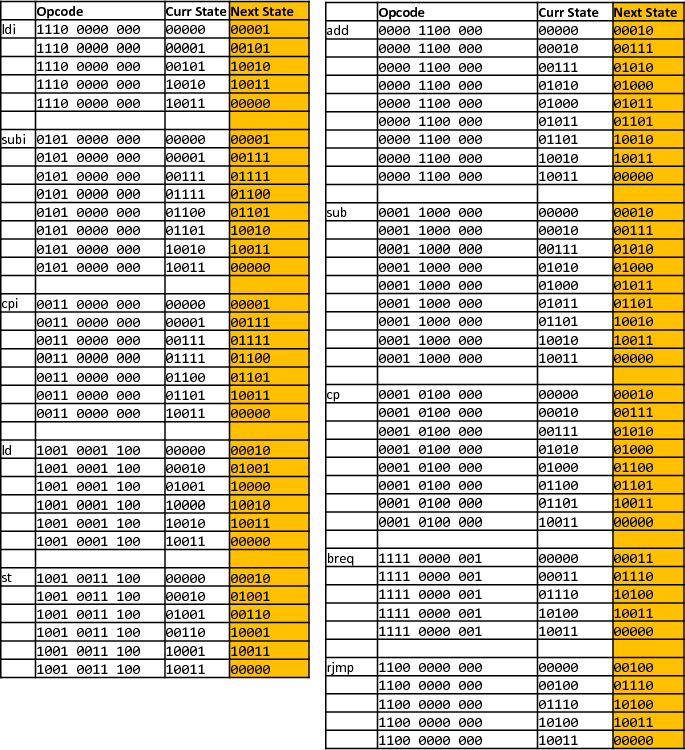 Opcode Curr State Next State
ldi 1110 0000 000 00000 00001
1110 0000 000 00001 00101
1110 0000 000 00101 10010
1110 0000 000 10010 10011
1110 0000 000 10011 00000
subi 0101 0000 000 00000 00001
0101 0000 000 00001 00111
0101 0000 000 00111 01111
0101 0000 000 01111 01100
0101 0000 000 01100 01101
0101 0000 000 01101 10010
0101 0000 000 10010 10011
0101 0000 000 10011 00000
cpi 0011 0000 000 00000 00001
0011 0000 000 00001 00111
0011 0000 000 00111 01111
0011 0000 000 01111 01100
0011 0000 000 01100 01101
0011 0000 000 01101 10011
0011 0000 000 10011 00000
ld 1001 0001 100 00000 00010
1001 0001 100 00010 01001
1001 0001 100 01001 10000
1001 0001 100 10000 10010
1001 0001 100 10010 10011
1001 0001 100 10011 00000
st 1001 0011 100 00000 00010
1001 0011 100 00010 01001
1001 0011 100 01001 00110
1001 0011 100 00110 10001
1001 0011 100 10001 10011
1001 0011 100 10011 00000
Opcode Curr State Next State
add 0000 1100 000 00000 00010
0000 1100 000 00010 00111
0000 1100 000 00111 01010
0000 1100 000 01010 01000
0000 1100 000 01000 01011
0000 1100 000 01011 01101
0000 1100 000 01101 10010
0000 1100 000 10010 10011
0000 1100 000 10011 00000
sub 0001 1000 000 00000 00010
0001 1000 000 00010 00111
0001 1000 000 00111 01010
0001 1000 000 01010 01000
0001 1000 000 01000 01011
0001 1000 000 01011 01101
0001 1000 000 01101 10010
0001 1000 000 10010 10011
0001 1000 000 10011 00000
cp 0001 0100 000 00000 00010
0001 0100 000 00010 00111
0001 0100 000 00111 01010
0001 0100 000 01010 01000
0001 0100 000 01000 01100
0001 0100 000 01100 01101
0001 0100 000 01101 10011
0001 0100 000 10011 00000
breq 1111 0000 001 00000 00011
1111 0000 001 00011 01110
1111 0000 001 01110 10100
1111 0000 001 10100 10011
1111 0000 001 10011 00000
rjmp 1100 0000 000 00000 00100
1100 0000 000 00100 01110
1100 0000 000 01110 10100
1100 0000 000 10100 10011
1100 0000 000 10011 00000